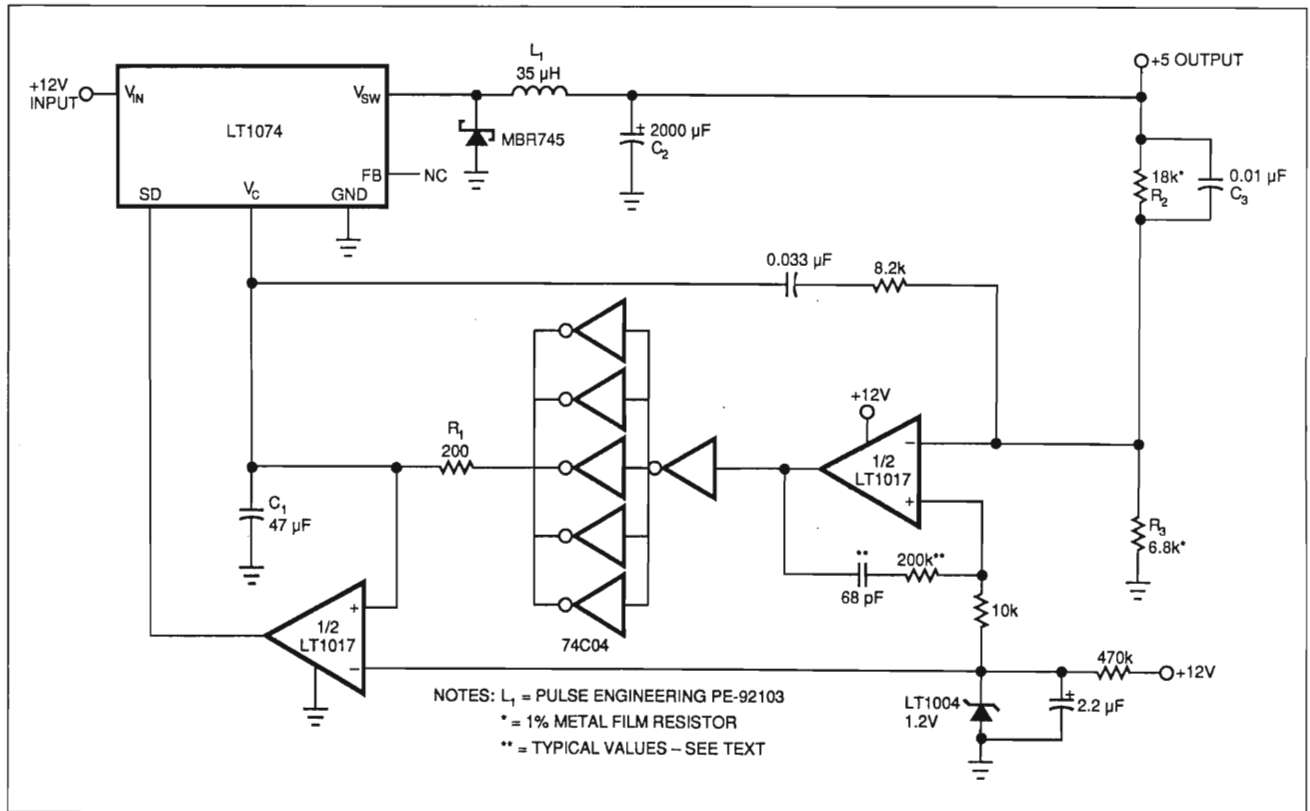 +12V
INPUT
V_IN
LT1074
V_SW
SD
V_C
GND
FB
NC
L₁
35 µH
MBR745
+
2000 µF
C₂
+5 OUTPUT
18k*
R₂
0.01 µF
C₃
0.033 µF
8.2k
+12V
1/2
LT1017
−
+
R₁
200
C₁
47 µF
74C04
**
68 pF
200k**
10k
R₃
6.8k*
1/2
LT1017
+
−
470k
+12V
LT1004
1.2V
+
2.2 µF
NOTES: L₁ = PULSE ENGINEERING PE-92103
* = 1% METAL FILM RESISTOR
** = TYPICAL VALUES – SEE TEXT